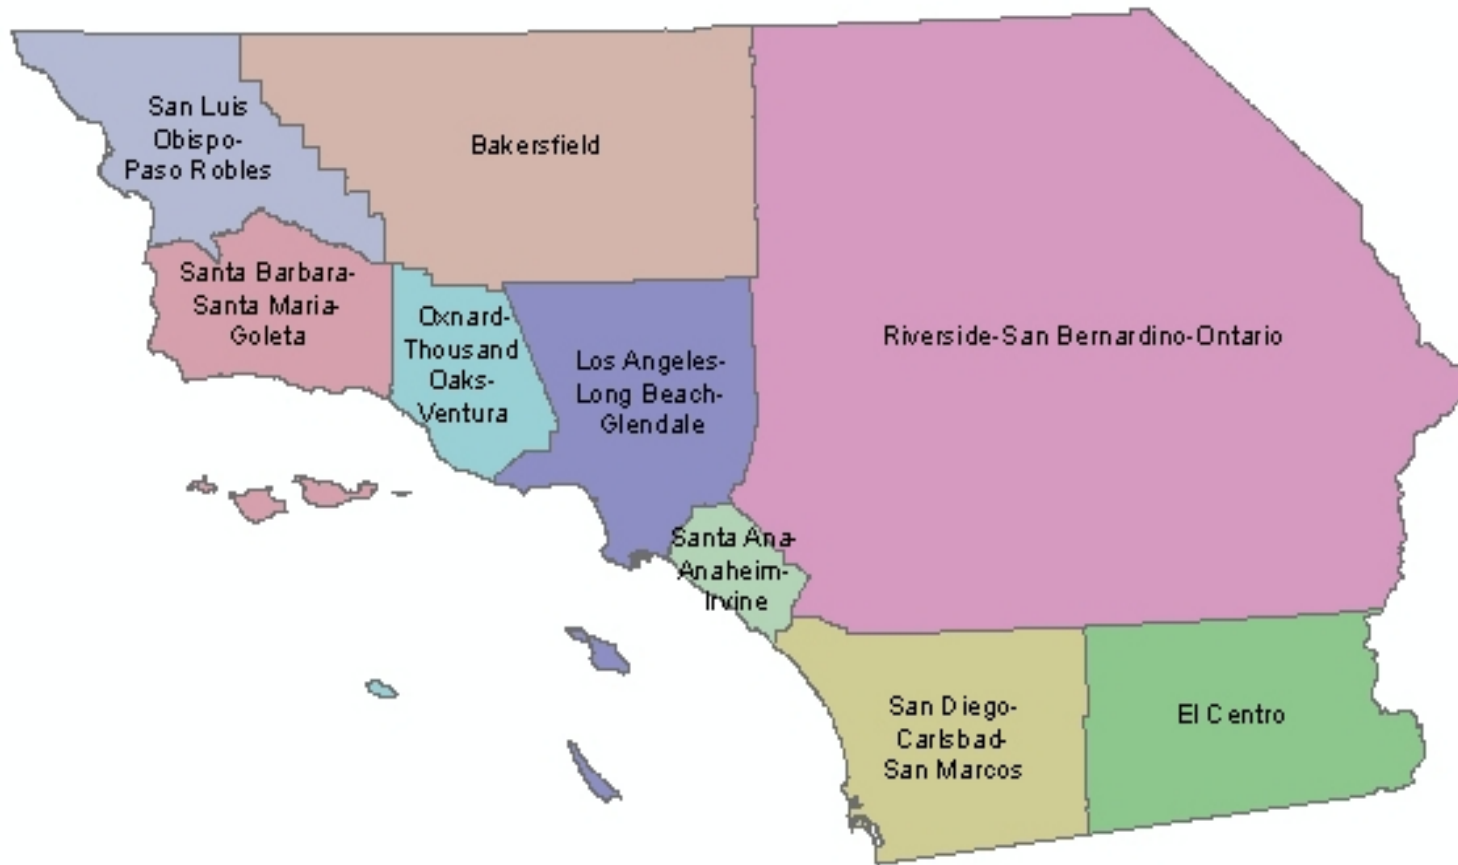 San Luis
Obispo-
Paso Robles
Bakersfield
Santa Barbara-
Santa Maria-
Goleta
Oxnard-
Thousand
Oaks-
Ventura
Los Angeles-
Long Beach-
Glendale
Riverside-San Bernardino-Ontario
Santa Ana-
Anaheim-
Irvine
San Diego-
Carlsbad-
San Marcos
El Centro